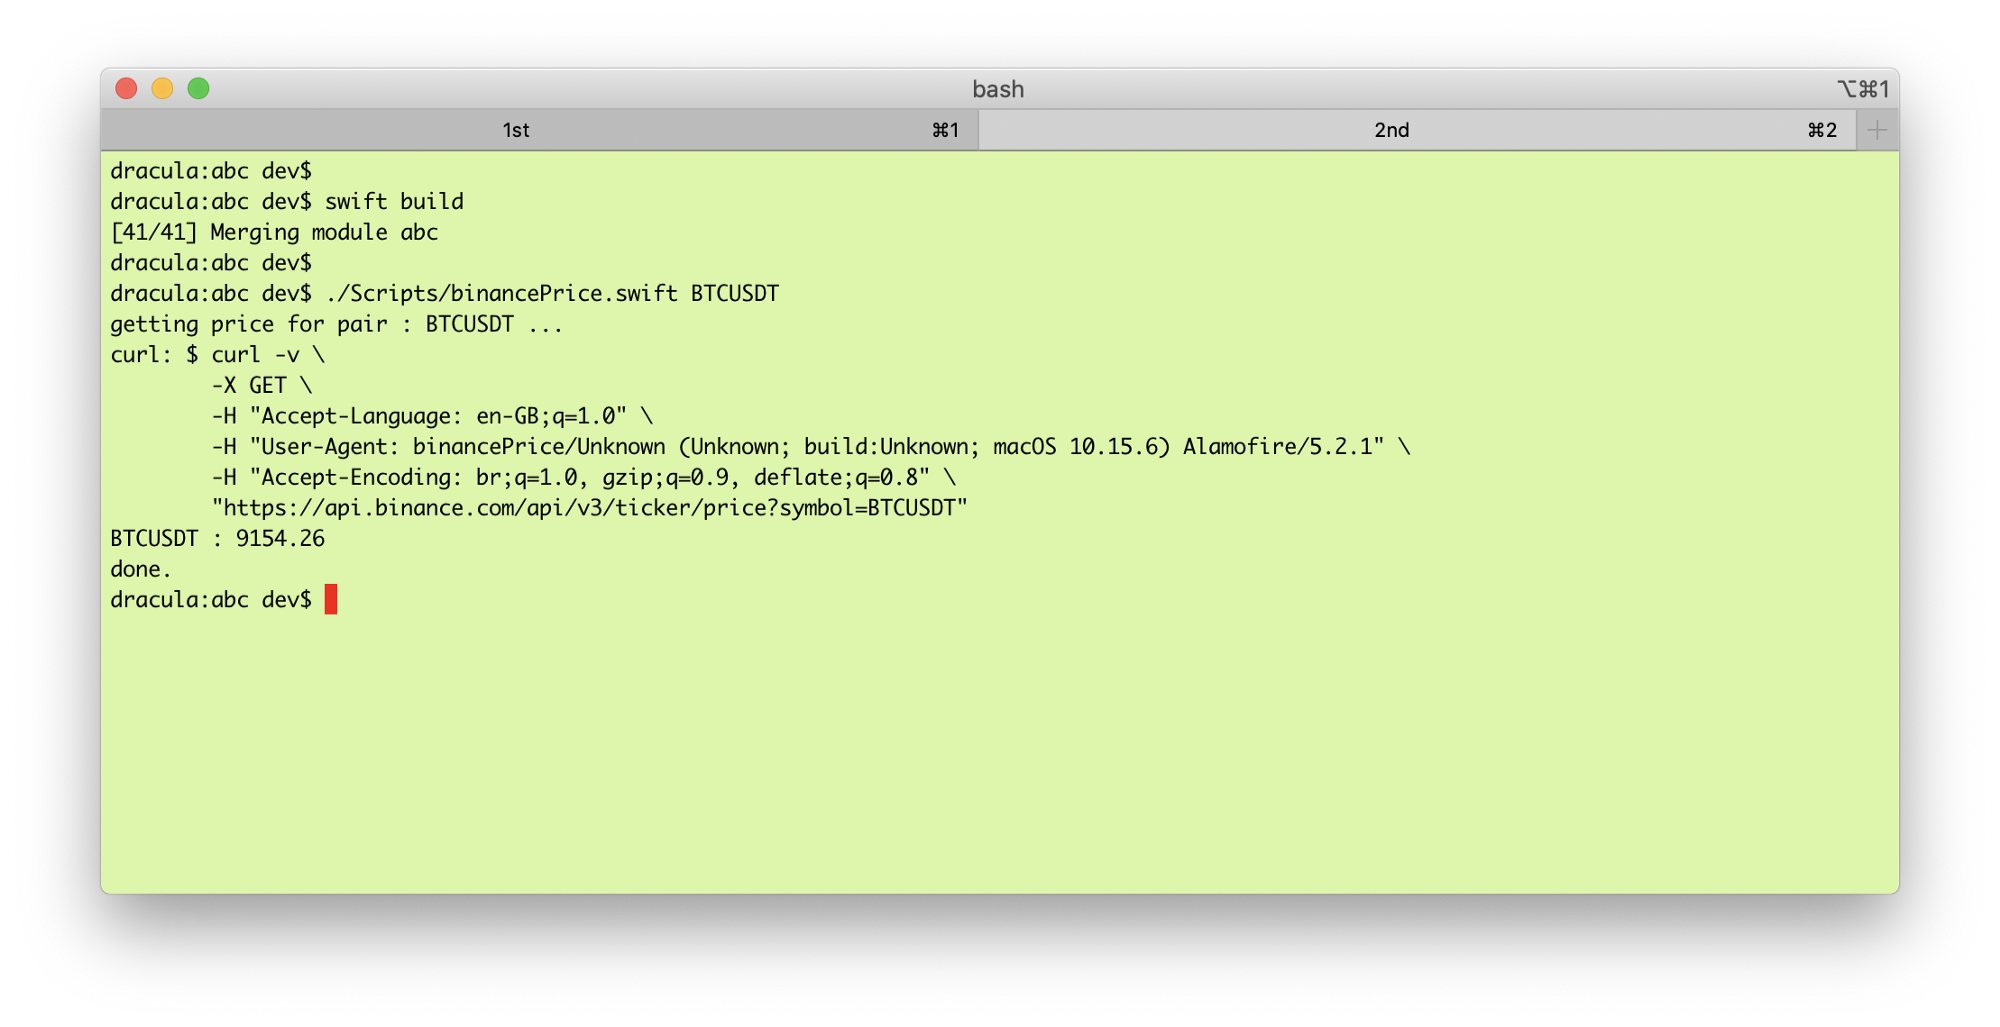 bash ⌥⌘1
1st ⌘1 2nd ⌘2 +
dracula:abc dev$
dracula:abc dev$ swift build
[41/41] Merging module abc
dracula:abc dev$
dracula:abc dev$ ./Scripts/binancePrice.swift BTCUSDT
getting price for pair : BTCUSDT ...
curl: $ curl -v \
-X GET \
-H "Accept-Language: en-GB;q=1.0" \
-H "User-Agent: binancePrice/Unknown (Unknown; build:Unknown; macOS 10.15.6) Alamofire/5.2.1" \
-H "Accept-Encoding: br;q=1.0, gzip;q=0.9, deflate;q=0.8" \
"https://api.binance.com/api/v3/ticker/price?symbol=BTCUSDT"
BTCUSDT : 9154.26
done.
dracula:abc dev$